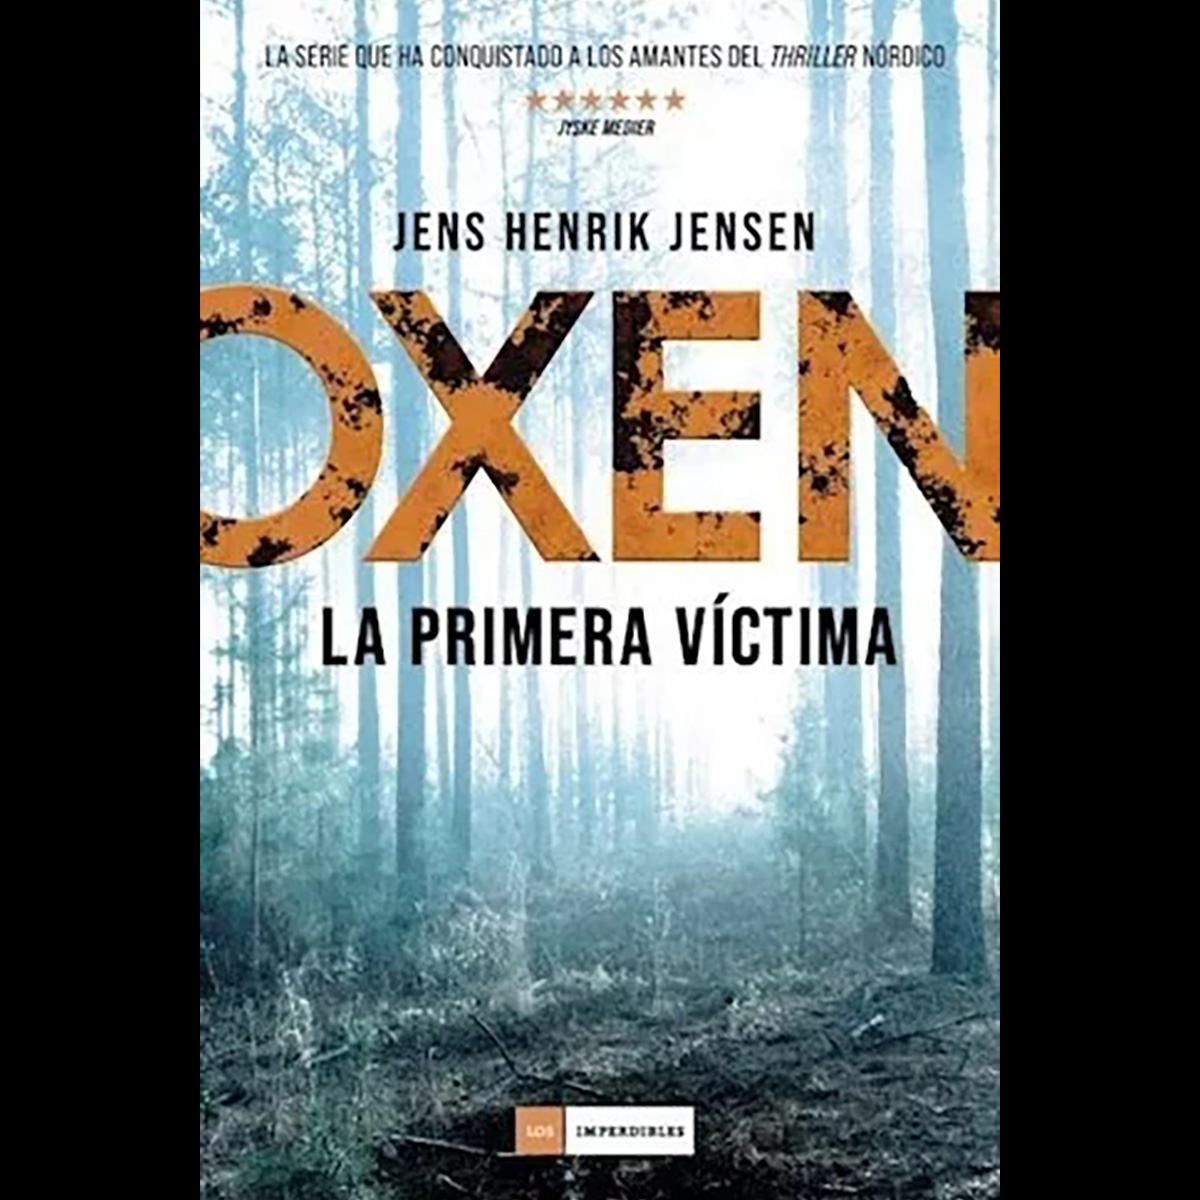 LA SERIE QUE HA CONQUISTADO A LOS AMANTES DEL THRILLER NÓRDICO
JYSKE MEDIER
JENS HENRIK JENSEN
OXEN
LA PRIMERA VÍCTIMA
LOS IMPERDIBLES